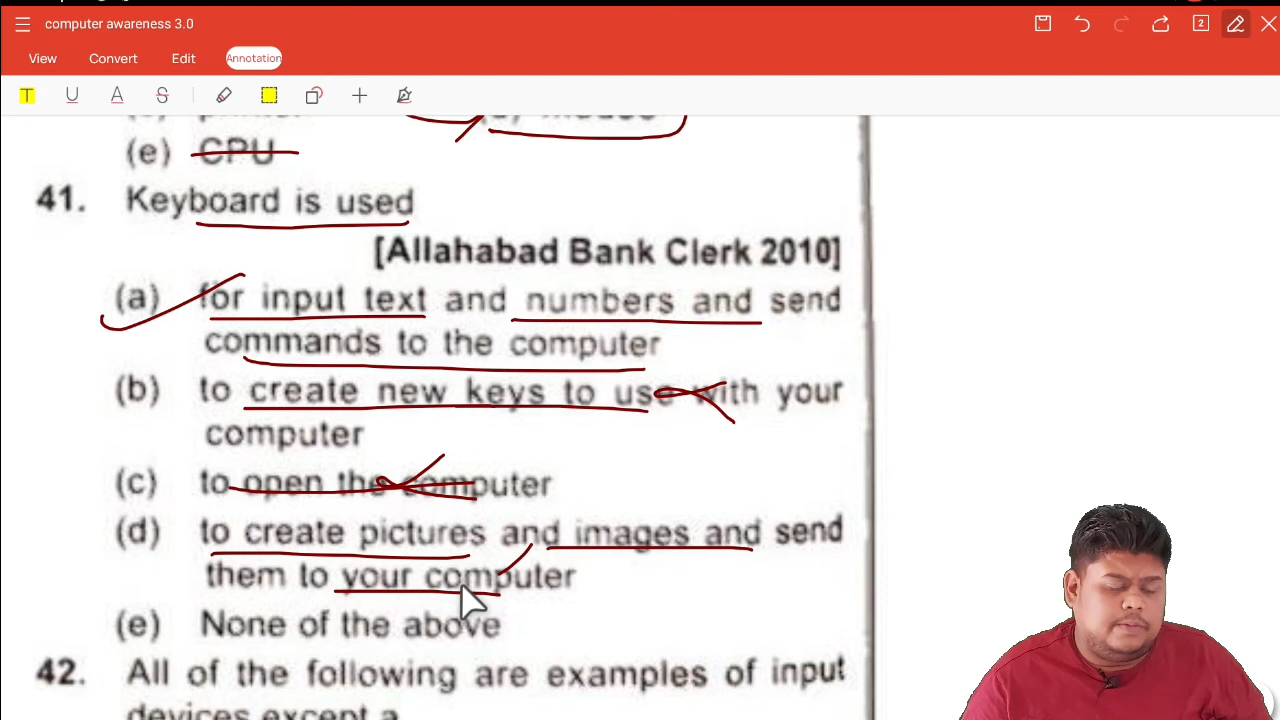 computer awareness 3.0
2
View Convert Edit Annotation
T U A S
(e) CPU
41. Keyboard is used
[Allahabad Bank Clerk 2010]
(a) for input text and numbers and send
commands to the computer
(b) to create new keys to use with your
computer
(c) to open the computer
(d) to create pictures and images and send
them to your computer
(e) None of the above
42. All of the following are examples of input
devices except a